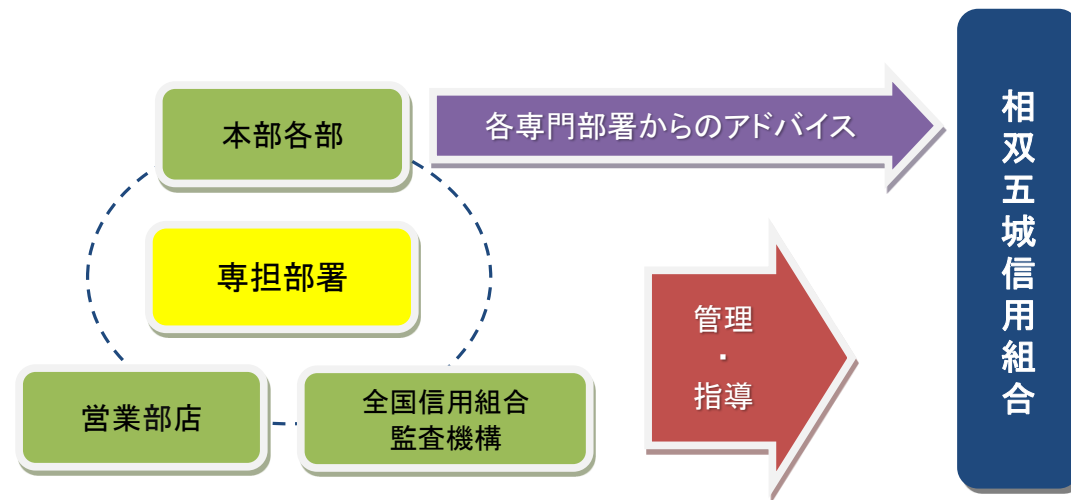 本部各部
各専門部署からのアドバイス
専担部署
管理
・
指導
営業部店
全国信用組合
監査機構
相双五城信用組合